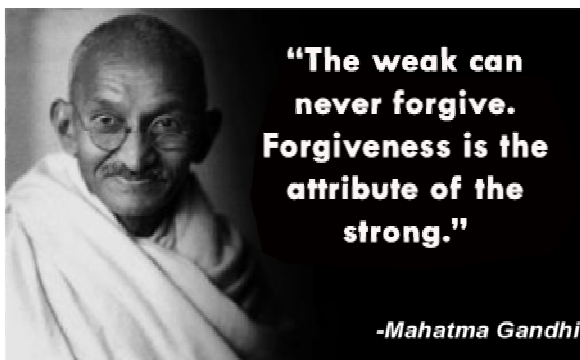 “The weak can
never forgive.
Forgiveness is the
attribute of the
strong.”
-Mahatma Gandhi